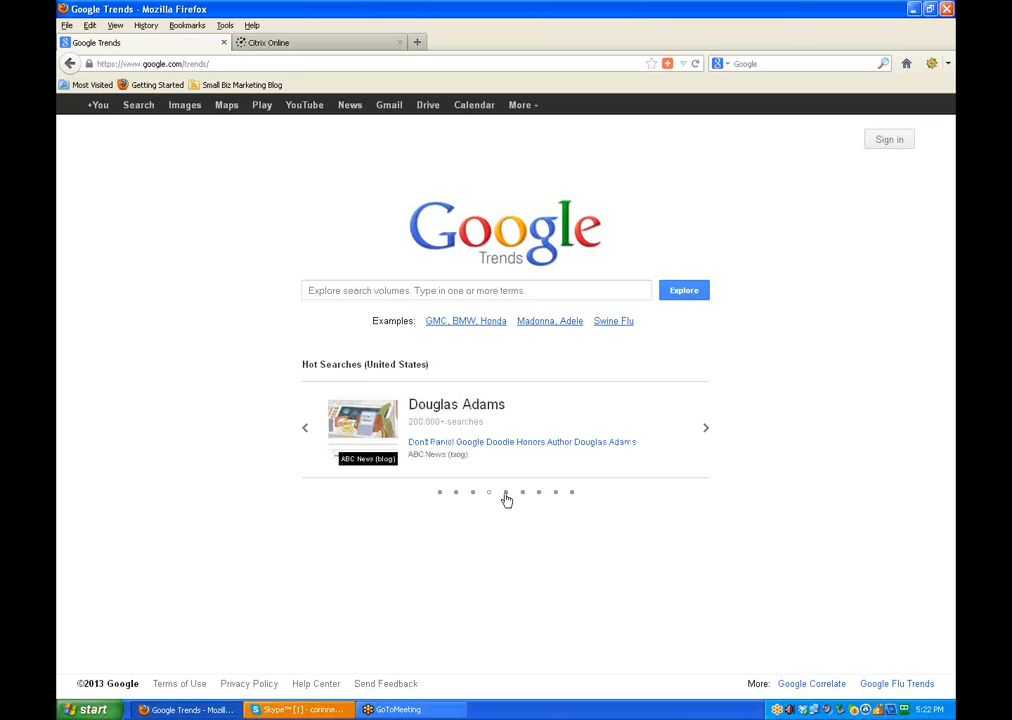 Google Trends - Mozilla Firefox
File Edit View History Bookmarks Tools Help
Google Trends
Citrix Online
https://www.google.com/trends/
Google
Most Visited Getting Started Small Biz Marketing Blog
+You Search Images Maps Play YouTube News Gmail Drive Calendar More
Sign in
Google
Trends
Explore search volumes. Type in one or more terms.
Explore
Examples: GMC, BMW, Honda Madonna, Adele Swine Flu
Hot Searches (United States)
Douglas Adams
200,000+ searches
Don't Panic! Google Doodle Honors Author Douglas Adams
ABC News (blog)
ABC News (blog)
©2013 Google Terms of Use Privacy Policy Help Center Send Feedback
More: Google Correlate Google Flu Trends
start
Google Trends - Mozill...
Skype™ [1] - corinne...
GoToMeeting
5:22 PM